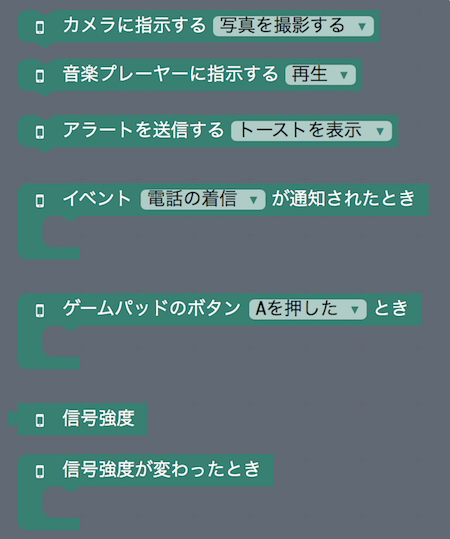 カメラに指示する 写真を撮影する ▼
音楽プレーヤーに指示する 再生 ▼
アラートを送信する トーストを表示 ▼
イベント 電話の着信 ▼ が通知されたとき
ゲームパッドのボタン Aを押した ▼ とき
信号強度
信号強度が変わったとき